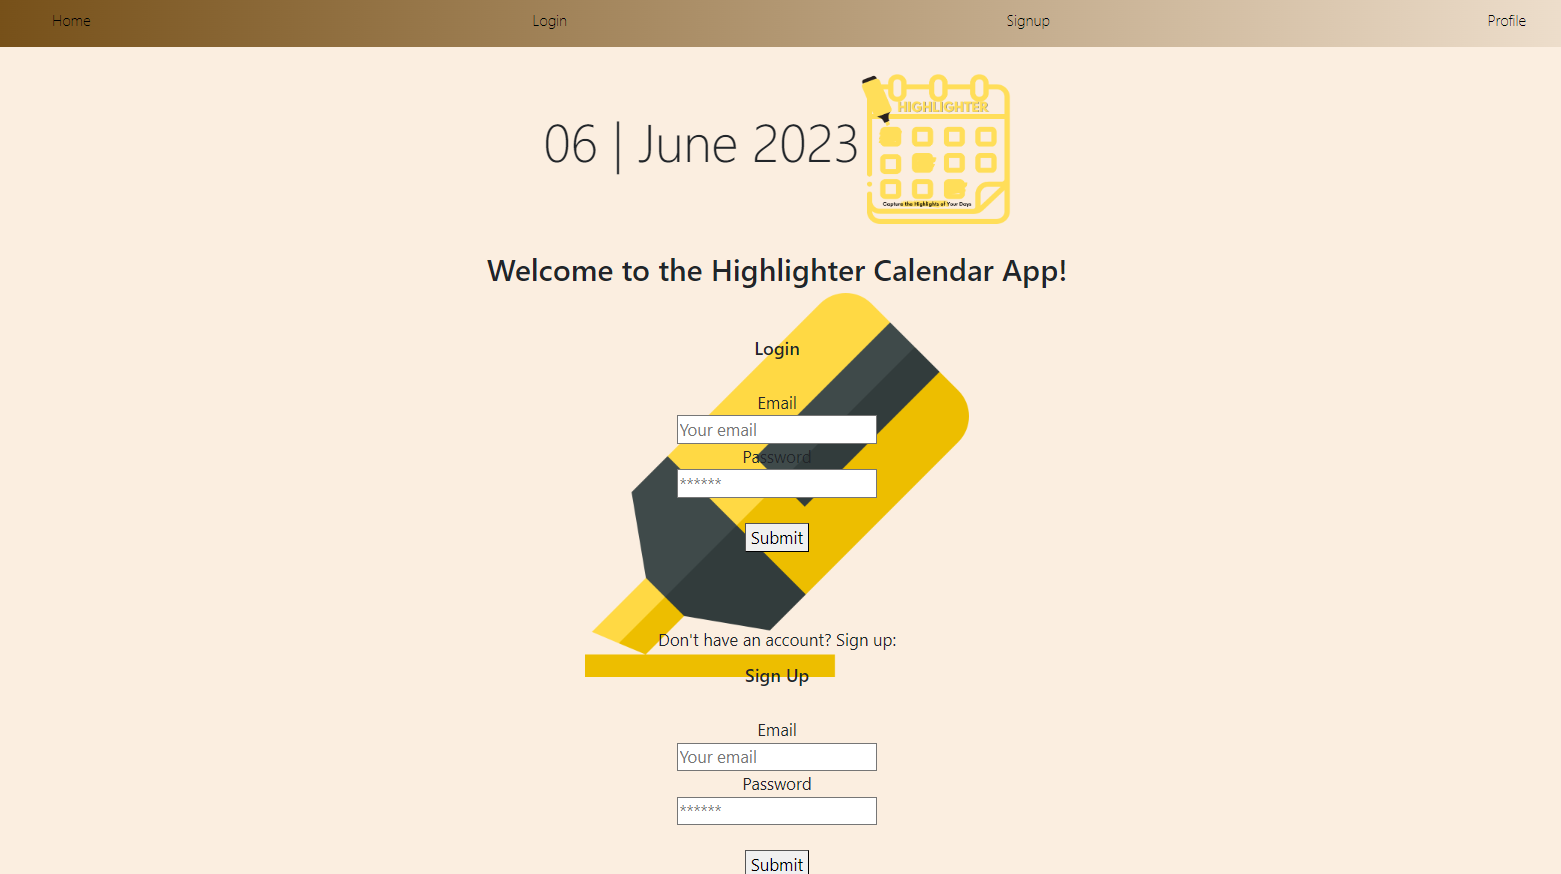 Home Login Signup Profile
06 | June 2023
HIGHLIGHTER
Capture the Highlights of Your Days
Welcome to the Highlighter Calendar App!
Login
Email
Your email
Password
******
Submit
Don't have an account? Sign up:
Sign Up
Email
Your email
Password
******
Submit